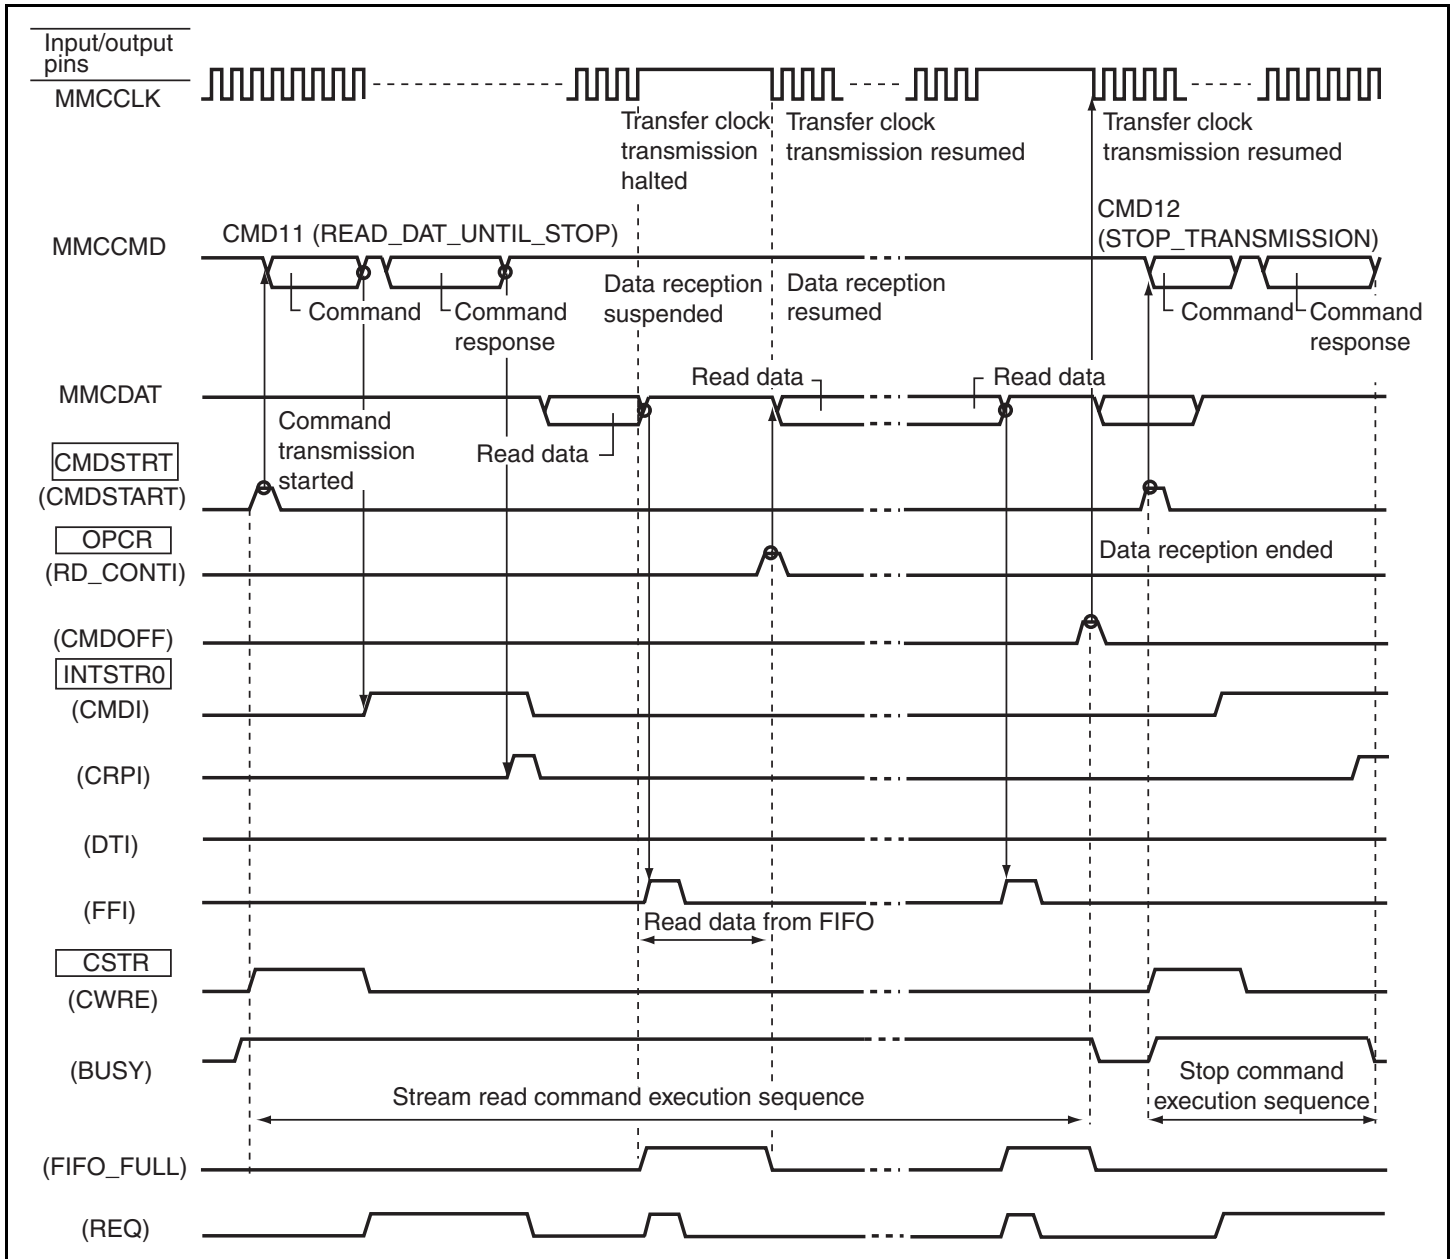 Input/output
pins
MMCCLK
Transfer clock
transmission
halted
Transfer clock
transmission resumed
Transfer clock
transmission resumed
MMCCMD
CMD11 (READ_DAT_UNTIL_STOP)
CMD12
(STOP_TRANSMISSION)
Command
Command
response
Data reception
suspended
Data reception
resumed
Command
Command
response
MMCDAT
Read data
Read data
Read data
Command
transmission
started
CMDSTRT
(CMDSTART)
OPCR
(RD_CONTI)
Data reception ended
(CMDOFF)
INTSTR0
(CMDI)
(CRPI)
(DTI)
(FFI)
Read data from FIFO
CSTR
(CWRE)
(BUSY)
Stream read command execution sequence
Stop command
execution sequence
(FIFO_FULL)
(REQ)